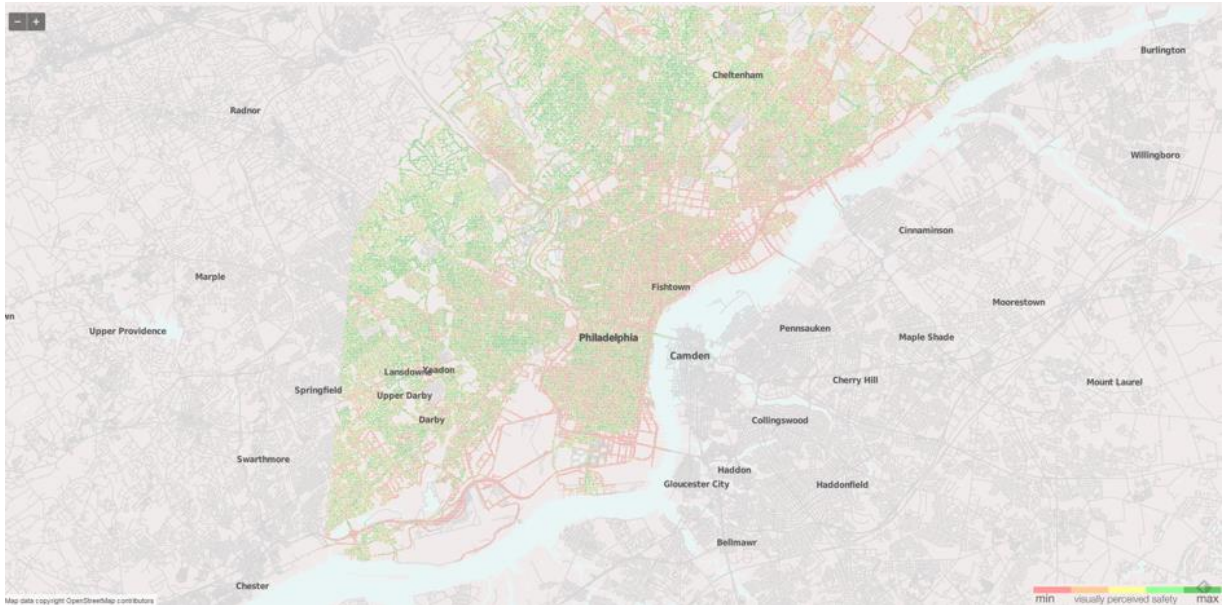 − +
Burlington
Cheltenham
Radnor
Willingboro
Cinnaminson
Marple
Fishtown
Moorestown
wn
Upper Providence
Pennsauken
Philadelphia
Maple Shade
Camden
Lansdowne
Yeadon
Cherry Hill
Mount Laurel
Springfield
Upper Darby
Darby
Collingswood
Swarthmore
Haddon
Gloucester City
Haddonfield
Bellmawr
Chester
min visually perceived safety max
Map data copyright OpenStreetMap contributors